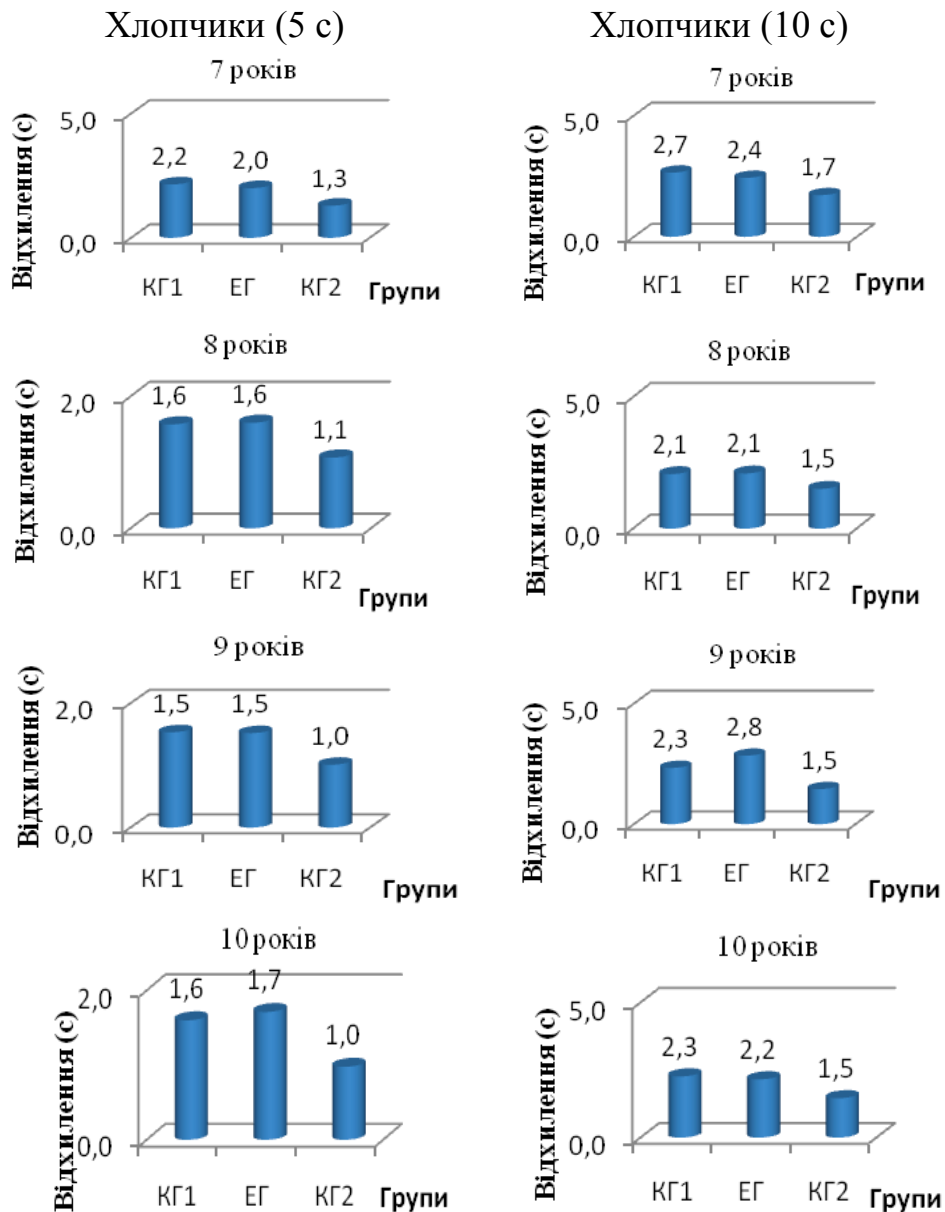 Хлопчики (5 с)
7 років
Відхилення (с)
5,0
0,0
2,2 2,0 1,3
КГ1 ЕГ КГ2 Групи
8 років
Відхилення (с)
2,0
0,0
1,6 1,6 1,1
КГ1 ЕГ КГ2 Групи
9 років
Відхилення (с)
2,0
0,0
1,5 1,5 1,0
КГ1 ЕГ КГ2 Групи
10 років
Відхилення (с)
2,0
0,0
1,6 1,7 1,0
КГ1 ЕГ КГ2 Групи
Хлопчики (10 с)
7 років
Відхилення (с)
5,0
0,0
2,7 2,4 1,7
КГ1 ЕГ КГ2 Групи
8 років
Відхилення (с)
5,0
0,0
2,1 2,1 1,5
КГ1 ЕГ КГ2 Групи
9 років
Відхилення (с)
5,0
0,0
2,3 2,8 1,5
КГ1 ЕГ КГ2 Групи
10 років
Відхилення (с)
5,0
0,0
2,3 2,2 1,5
КГ1 ЕГ КГ2 Групи